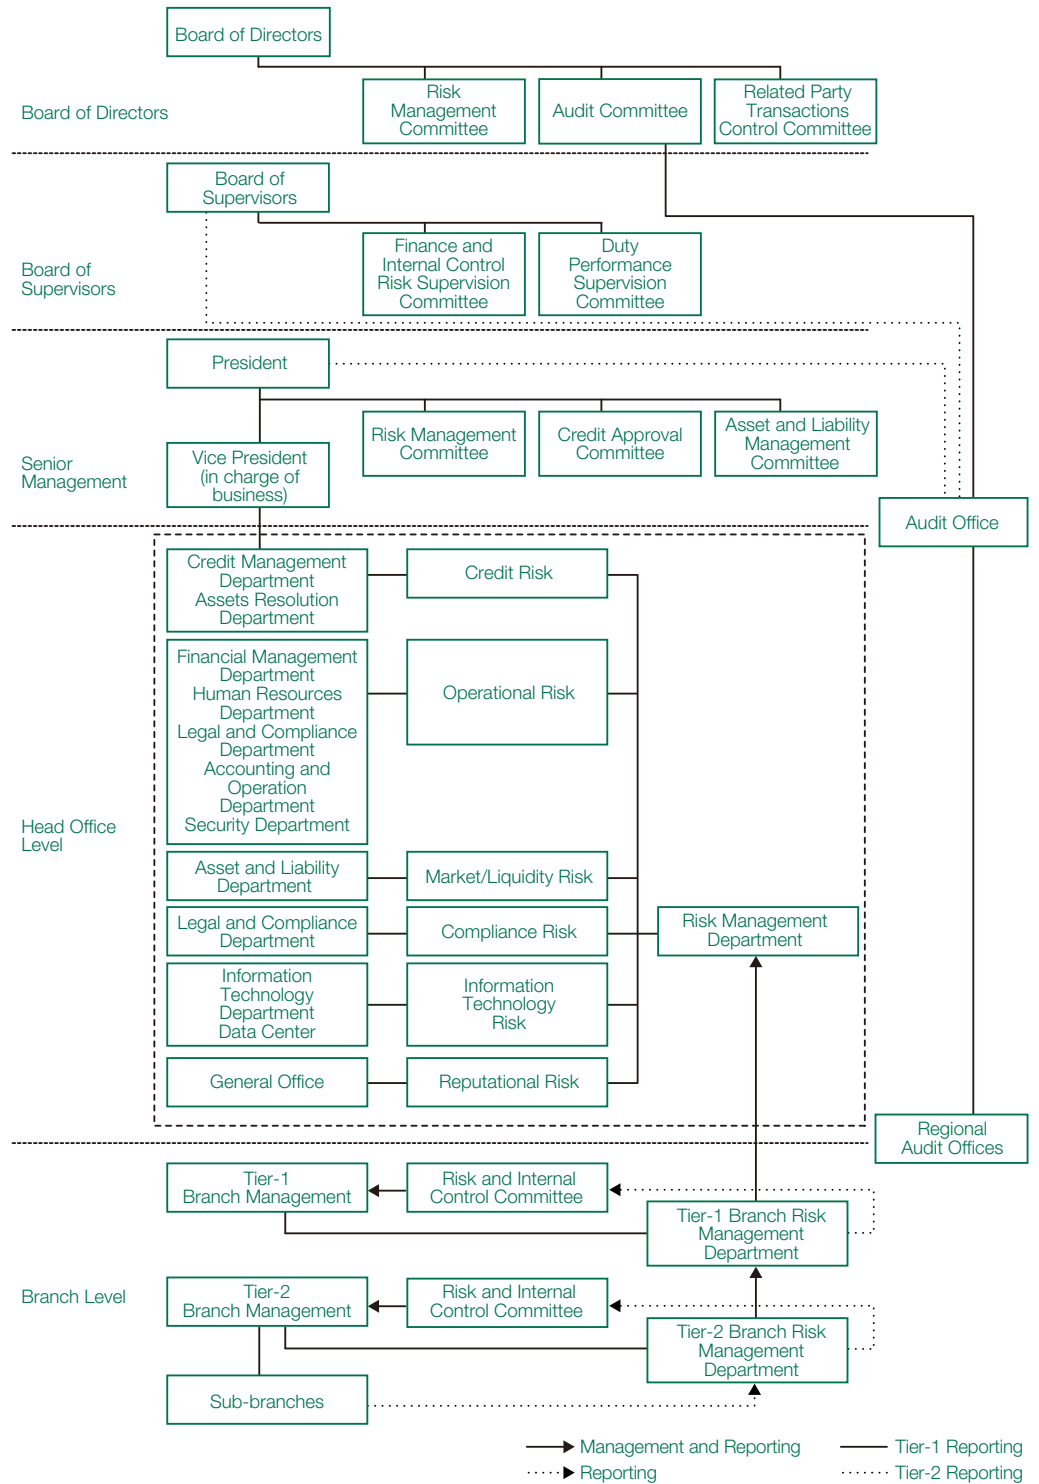 Board of Directors
Board of Directors
Risk
Management
Committee
Audit Committee
Related Party
Transactions
Control Committee
Board of
Supervisors
Board of
Supervisors
Finance and
Internal Control
Risk Supervision
Committee
Duty
Performance
Supervision
Committee
President
Senior
Management
Vice President
(in charge of
business)
Risk Management
Committee
Credit Approval
Committee
Asset and Liability
Management
Committee
Audit Office
Head Office
Level
Credit Management
Department
Assets Resolution
Department
Credit Risk
Financial Management
Department
Human Resources
Department
Legal and Compliance
Department
Accounting and
Operation
Department
Security Department
Operational Risk
Asset and Liability
Department
Market/Liquidity Risk
Legal and Compliance
Department
Compliance Risk
Risk Management
Department
Information
Technology
Department
Data Center
Information
Technology
Risk
General Office
Reputational Risk
Regional
Audit Offices
Branch Level
Tier-1
Branch Management
Risk and Internal
Control Committee
Tier-1 Branch Risk
Management
Department
Tier-2
Branch Management
Risk and Internal
Control Committee
Tier-2 Branch Risk
Management
Department
Sub-branches
Management and Reporting
Tier-1 Reporting
Reporting
Tier-2 Reporting